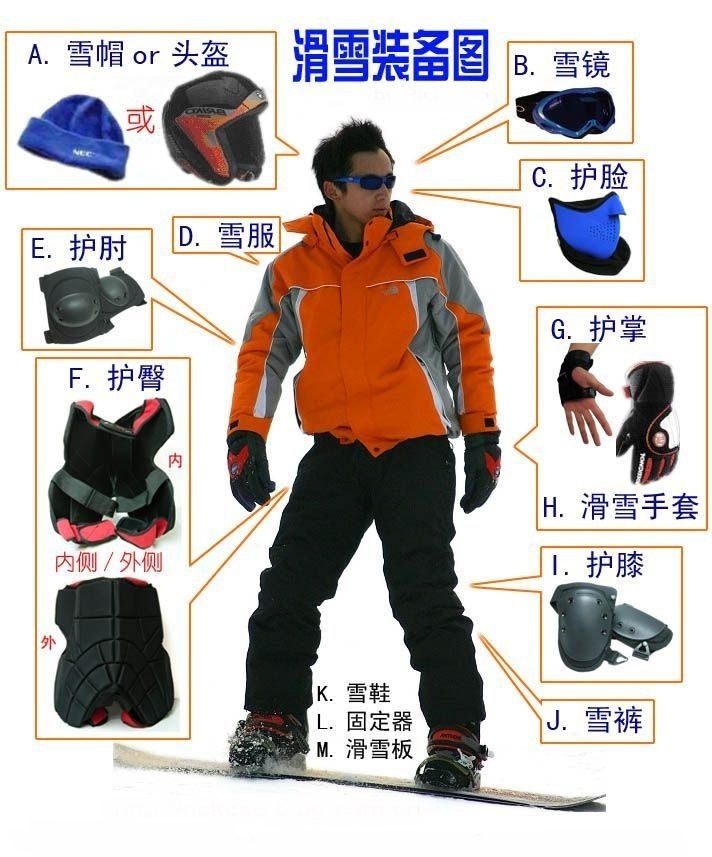 滑雪装备图
A. 雪帽 or 头盔
或
NEC
B. 雪镜
C. 护脸
D. 雪服
E. 护肘
F. 护臀
内
内侧 / 外侧
外
G. 护掌
H. 滑雪手套
I. 护膝
J. 雪裤
K. 雪鞋
L. 固定器
M. 滑雪板